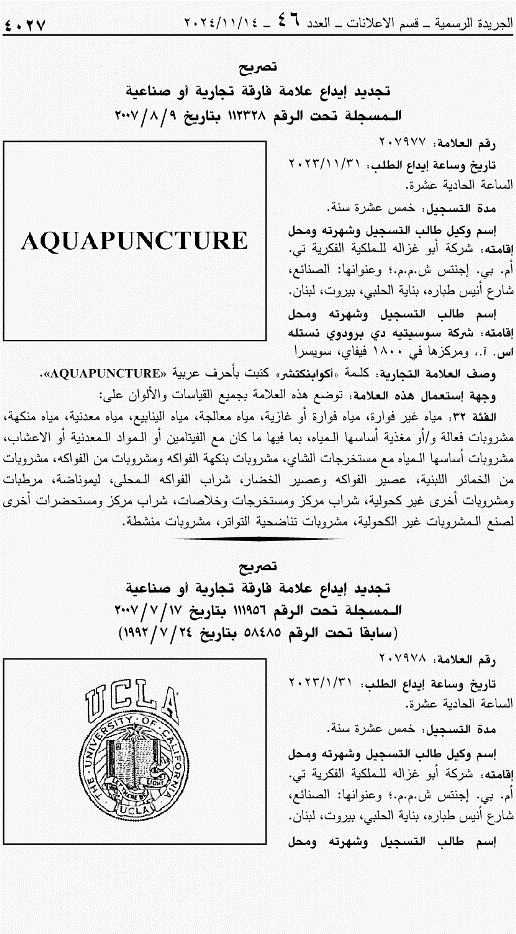 الجريدة الرسمية ـ قسم الاعلانات ـ العدد ٤٦ ـ ٢٠٢٤/١١/١٤
٤٠٢٧
تصريح
تجديد إيداع علامة فارقة تجارية أو صناعية
المسجلة تحت الرقم ١١٢٣٢٨ بتاريخ ٢٠٠٧/٨/٩
رقم العلامة: ٢٠٧٩٧٧
تاريخ وساعة إيداع الطلب: ٢٠٢٣/١١/٣١
الساعة الحادية عشرة.
مدة التسجيل: خمس عشرة سنة.
إسم وكيل طالب التسجيل وشهرته ومحل
إقامته: شركة أبو غزاله للملكية الفكرية تي.
أم. بي. إجنتس ش.م.م.؛ وعنوانها: الصنائع،
شارع أنيس طباره، بناية الحلبي، بيروت، لبنان.
إسم طالب التسجيل وشهرته ومحل
إقامته: شركة سوسيتيه دي برودوي نستله
اس. آ.، ومركزها في ١٨٠٠ فيفاي، سويسرا
AQUAPUNCTURE
وصف العلامة التجارية: كلمة «أكوابنكتشر» كتبت بأحرف عربية «AQUAPUNCTURE».
وجهة إستعمال هذه العلامة: توضع هذه العلامة بجميع القياسات والألوان على:
الفئة ٣٢: مياه غير فوارة، مياه فوارة أو غازية، مياه معالجة، مياه الينابيع، مياه معدنية، مياه منكهة،
مشروبات فعالة و/أو مغذية أساسها المياه، بما فيها ما كان مع الفيتامين أو المواد المعدنية أو الاعشاب،
مشروبات أساسها المياه مع مستخرجات الشاي، مشروبات بنكهة الفواكه ومشروبات من الفواكه، مشروبات
من الخمائر اللبنية، عصير الفواكه وعصير الخضار، شراب الفواكه المحلى، ليموناضة، مرطبات
ومشروبات أخرى غير كحولية، شراب مركز ومستخرجات وخلاصات، شراب مركز ومستحضرات أخرى
لصنع المشروبات غير الكحولية، مشروبات تناضحية التواتر، مشروبات منشطة.
تصريح
تجديد إيداع علامة فارقة تجارية أو صناعية
المسجلة تحت الرقم ١١١٩٥٦ بتاريخ ٢٠٠٧/٧/١٧
(سابقا تحت الرقم ٥٨٤٨٥ بتاريخ ١٩٩٢/٧/٢٤)
رقم العلامة: ٢٠٧٩٧٨
تاريخ وساعة إيداع الطلب: ٢٠٢٣/١/٣١
الساعة الحادية عشرة.
مدة التسجيل: خمس عشرة سنة.
إسم وكيل طالب التسجيل وشهرته ومحل
إقامته: شركة أبو غزاله للملكية الفكرية تي.
أم. بي. إجنتس ش.م.م.؛ وعنوانها: الصنائع،
شارع أنيس طباره، بناية الحلبي، بيروت، لبنان.
إسم طالب التسجيل وشهرته ومحل
UCLA
THE · UNIVERSITY · OF · CALIFORNIA
UCLA